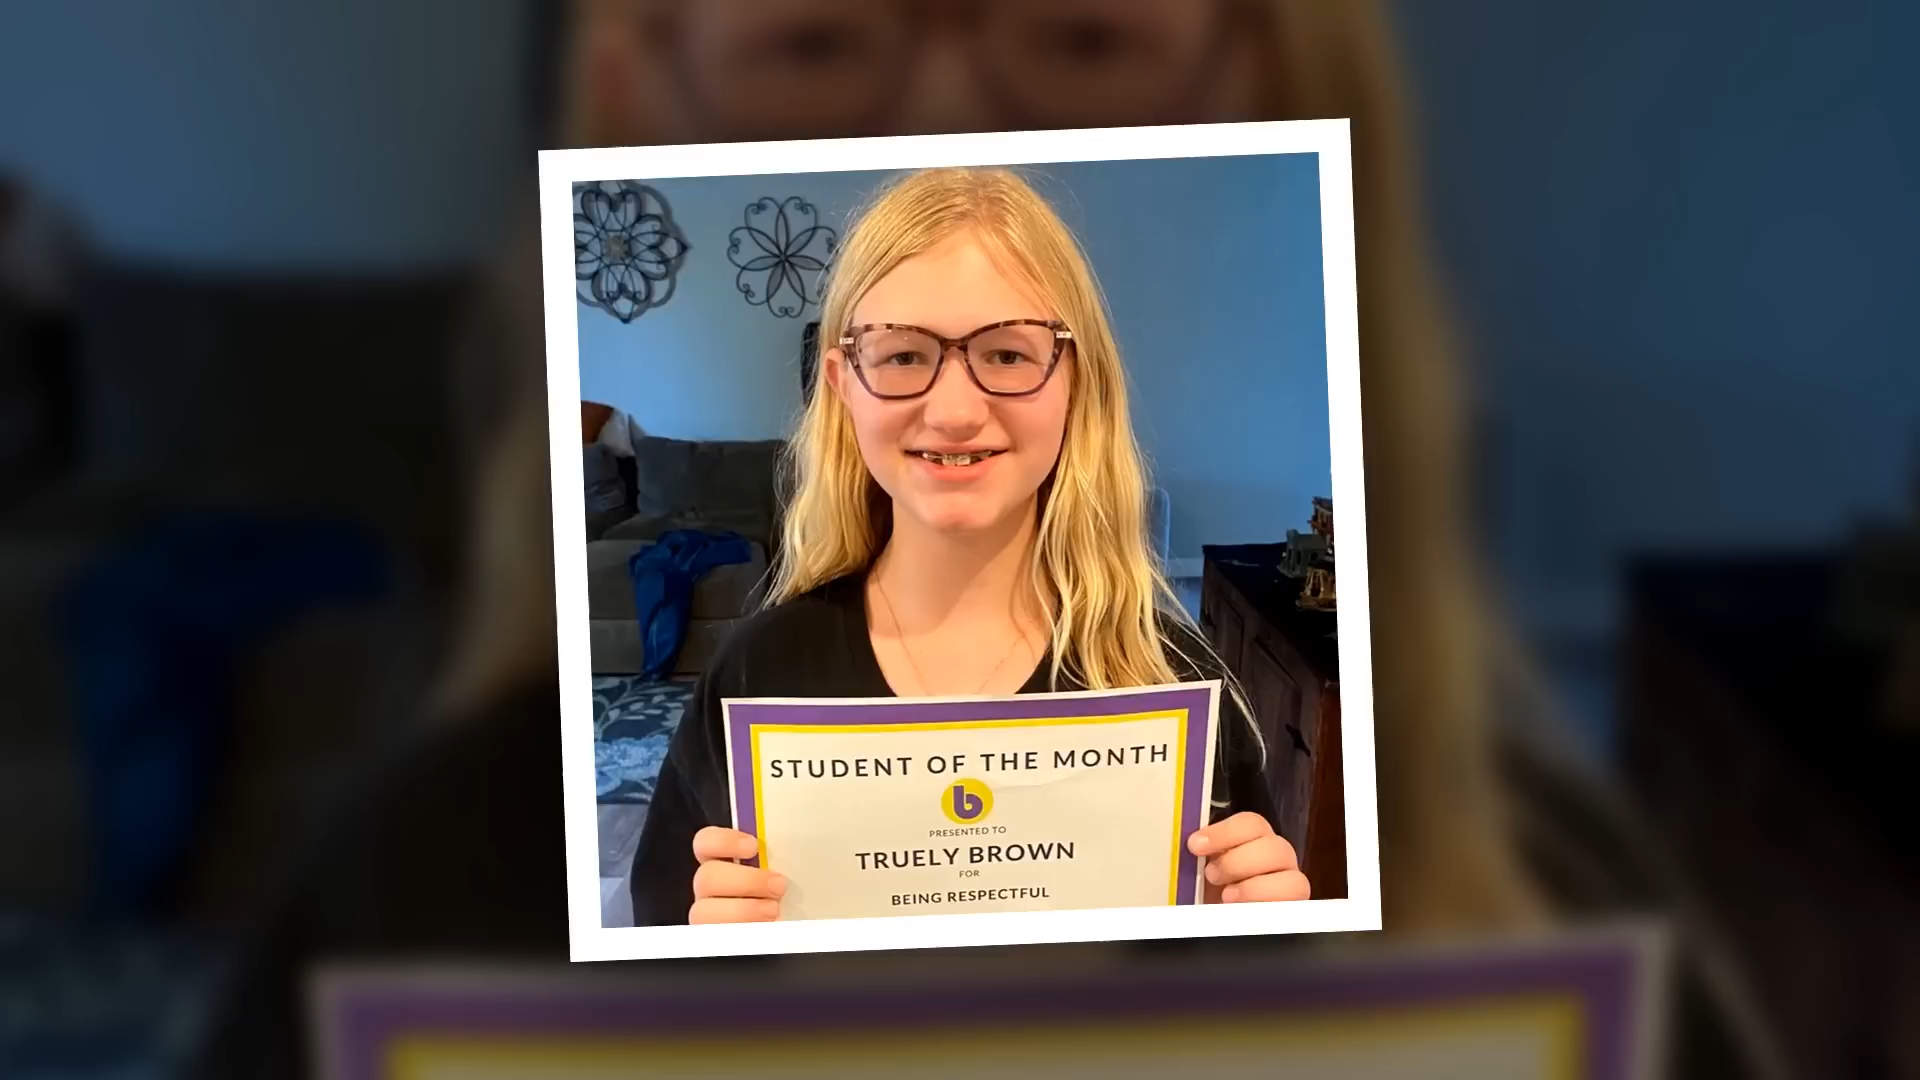 STUDENT OF THE MONTH
b
PRESENTED TO
TRUELY BROWN
FOR
BEING RESPECTFUL